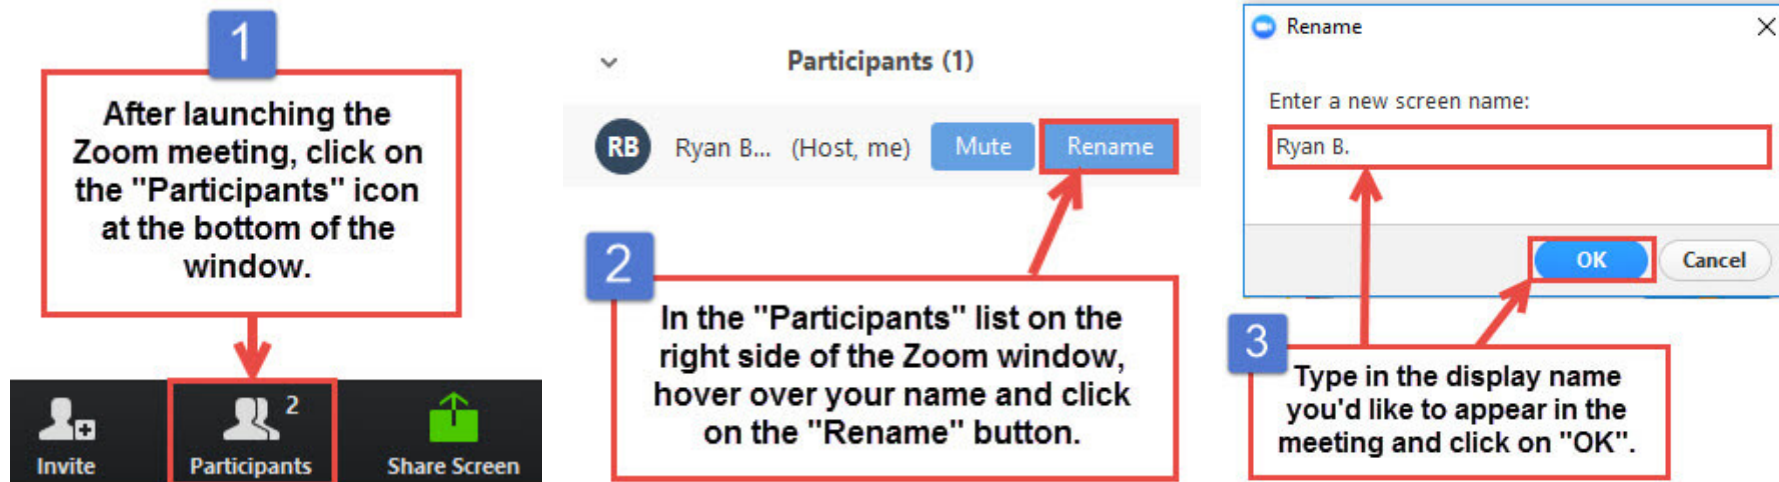 1
After launching the
Zoom meeting, click on
the "Participants" icon
at the bottom of the
window.
2
Invite
Participants
Share Screen
Participants (1)
RB Ryan B... (Host, me) Mute Rename
2
In the "Participants" list on the
right side of the Zoom window,
hover over your name and click
on the "Rename" button.
Rename
Enter a new screen name:
Ryan B.
OK Cancel
3
Type in the display name
you'd like to appear in the
meeting and click on "OK".